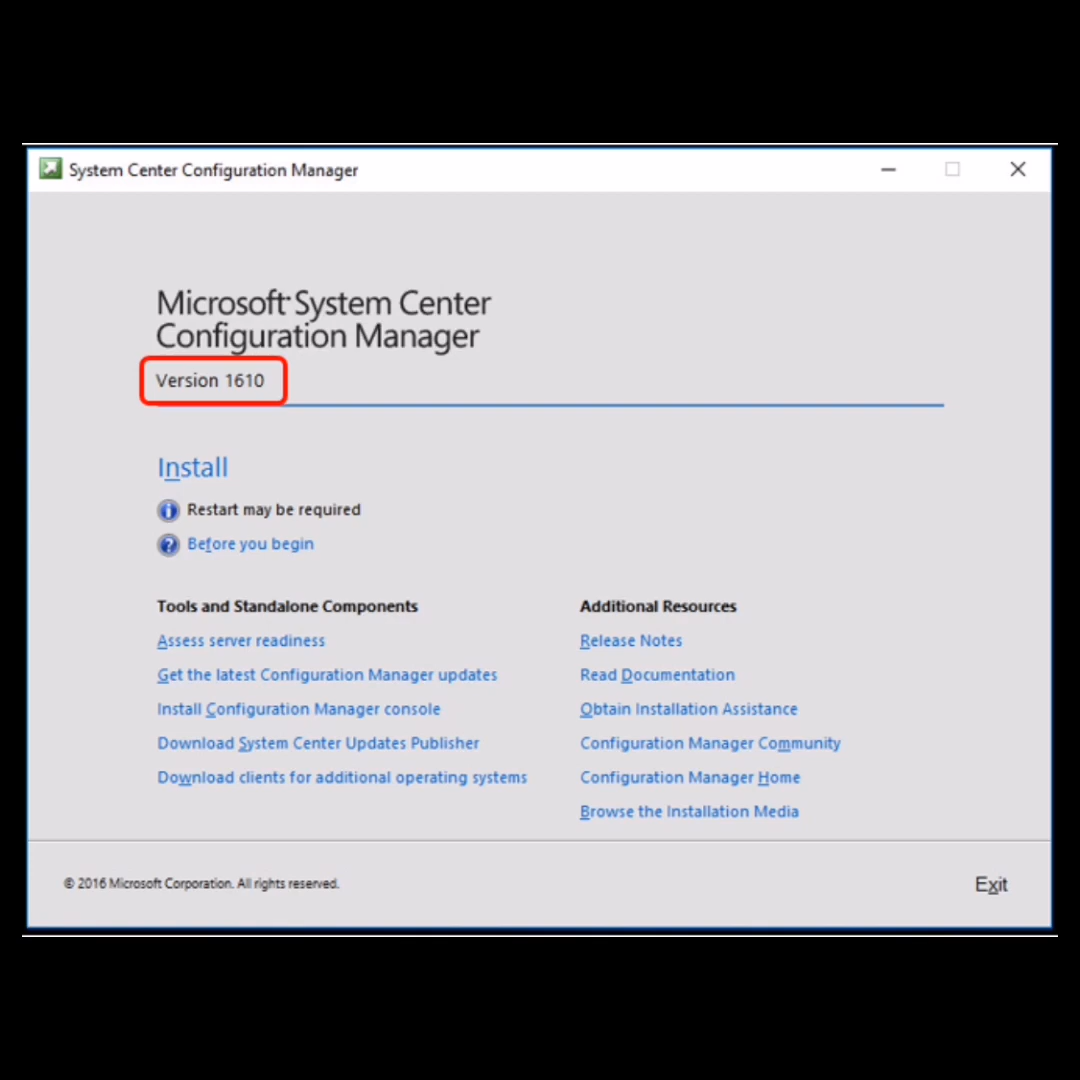 System Center Configuration Manager
Microsoft System Center
Configuration Manager
Version 1610
Install
Restart may be required
Before you begin
Tools and Standalone Components
Assess server readiness
Get the latest Configuration Manager updates
Install Configuration Manager console
Download System Center Updates Publisher
Download clients for additional operating systems
Additional Resources
Release Notes
Read Documentation
Obtain Installation Assistance
Configuration Manager Community
Configuration Manager Home
Browse the Installation Media
© 2016 Microsoft Corporation. All rights reserved.
Exit